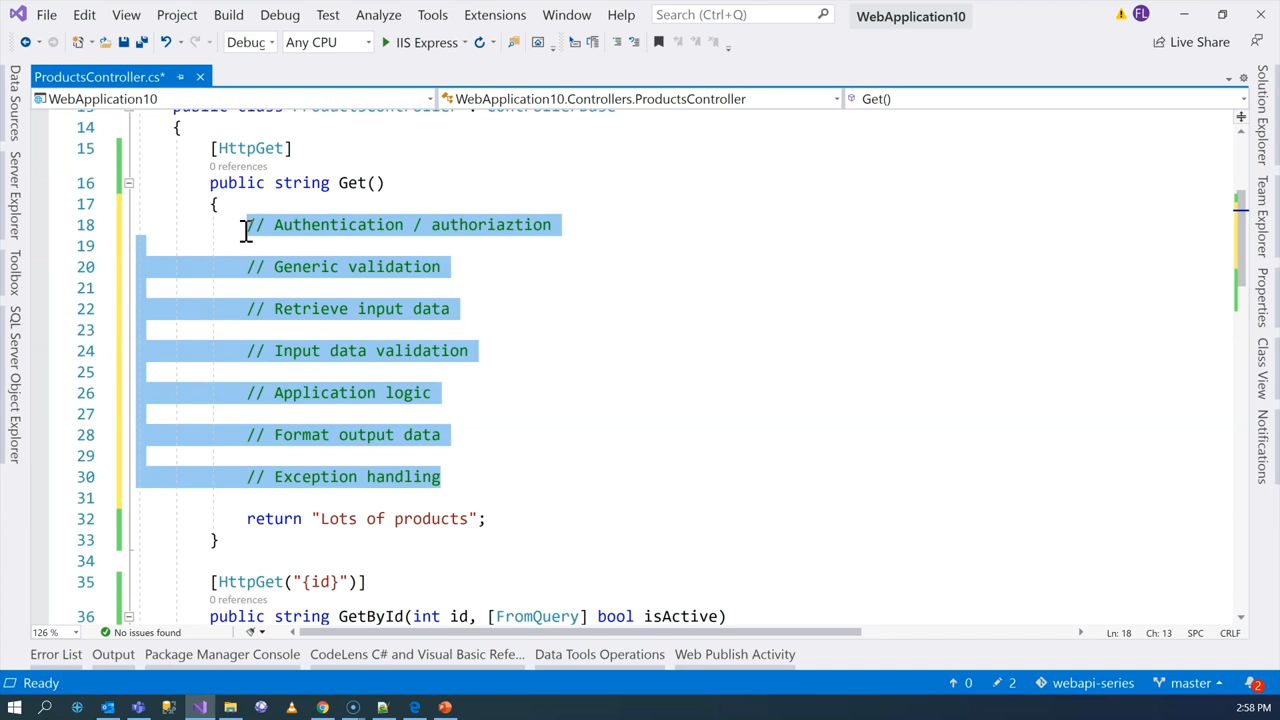 File Edit View Project Build Debug Test Analyze Tools Extensions Window Help Search (Ctrl+Q) WebApplication10 FL
Debug Any CPU IIS Express Live Share
ProductsController.cs*
WebApplication10 WebApplication10.Controllers.ProductsController Get()
14 {
15 [HttpGet]
0 references
16 public string Get()
17 {
18 // Authentication / authoriaztion
19
20 // Generic validation
21
22 // Retrieve input data
23
24 // Input data validation
25
26 // Application logic
27
28 // Format output data
29
30 // Exception handling
31
32 return "Lots of products";
33 }
34
35 [HttpGet("{id}")]
0 references
36 public string GetById(int id, [FromQuery] bool isActive)
126 % No issues found Ln: 18 Ch: 13 SPC CRLF
Error List Output Package Manager Console CodeLens C# and Visual Basic Refe... Data Tools Operations Web Publish Activity
Ready 0 2 webapi-series master 2
2:58 PM
Data Sources
Server Explorer
Toolbox
SQL Server Object Explorer
Solution Explorer
Team Explorer
Properties
Class View
Notifications